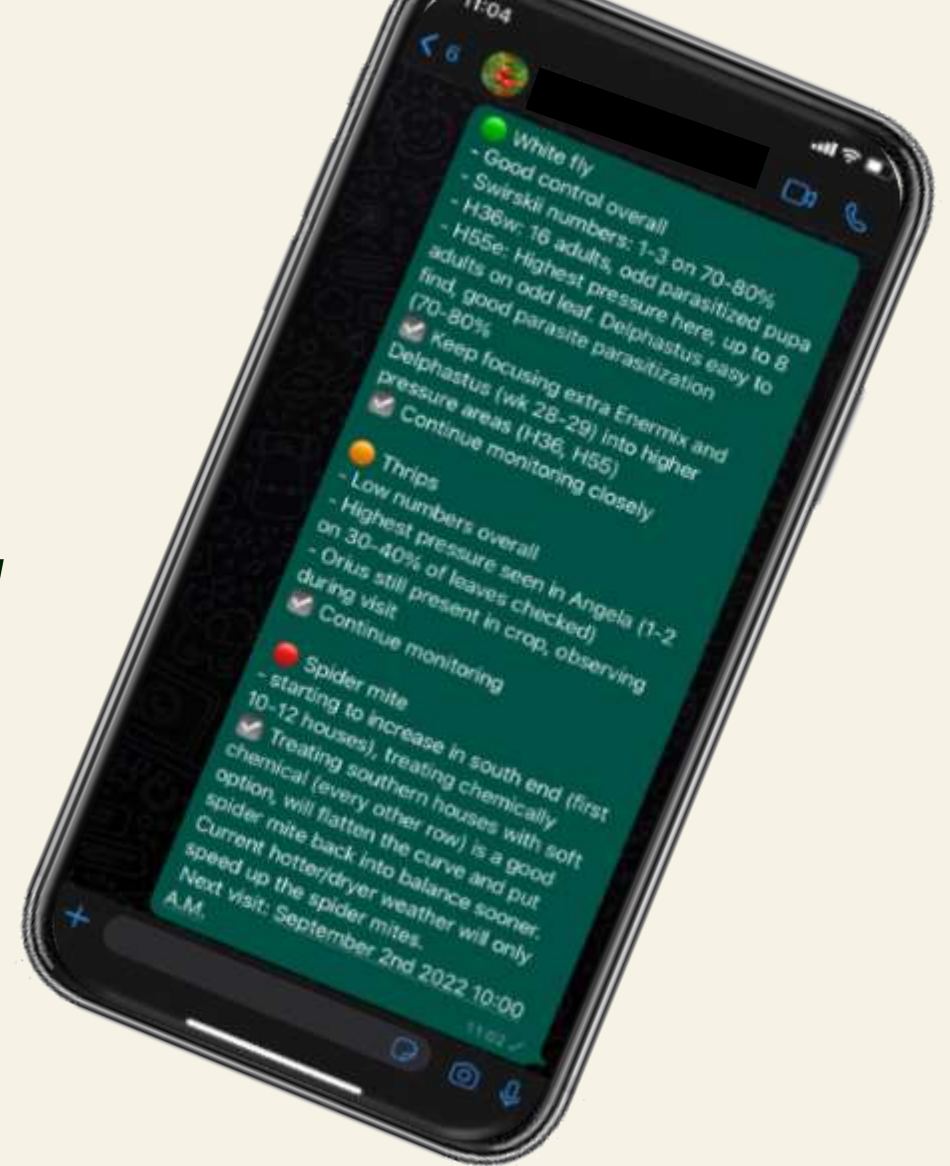 11:04
6
White fly
- Good control overall
- Swirskii numbers: 1-3 on 70-80%
- H36w: 16 adults, odd parasitized pupa
- H55e: Highest pressure here, up to 8
adults on odd leaf. Delphastus easy to
find, good parasite parasitization
(70-80%
Keep focusing extra Enermix and
Delphastus (wk 28-29) into higher
pressure areas (H36, H55)
Continue monitoring closely
Thrips
- Low numbers overall
- Highest pressure seen in Angela (1-2
on 30-40% of leaves checked)
- Orius still present in crop, observing
during visit
Continue monitoring
Spider mite
- starting to increase in south end (first
10-12 houses), treating chemically
Treating southern houses with soft
chemical (every other row) is a good
option, will flatten the curve and put
spider mite back into balance sooner.
Current hotter/dryer weather will only
speed up the spider mites.
Next visit: September 2nd 2022 10:00
A.M.
11:02